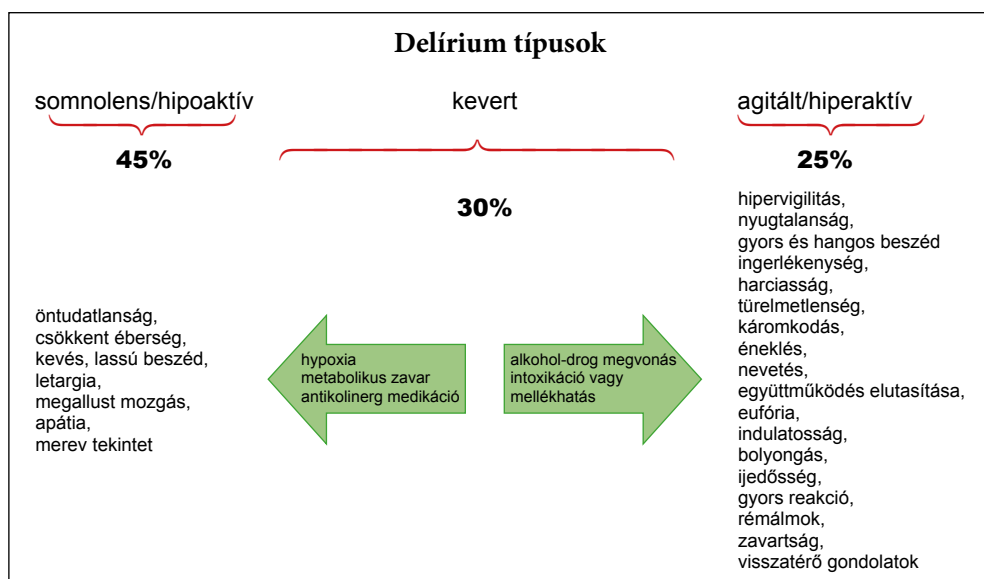 Delírium típusok
somnolens/hipoaktív
45%
öntudatlanság,
csökkent éberség,
kevés, lassú beszéd,
letargia,
megallust mozgás,
apátia,
merev tekintet
kevert
30%
hypoxia
metabolikus zavar
antikolinerg medikáció
alkohol-drog megvonás
intoxikáció vagy
mellékhatás
agitált/hiperaktív
25%
hipervigilitás,
nyugtalanság,
gyors és hangos beszéd
ingerlékenység,
harciasság,
türelmetlenség,
káromkodás,
éneklés,
nevetés,
együttműködés elutasítása,
eufória,
indulatosság,
bolyongás,
ijedősség,
gyors reakció,
rémálmok,
zavartság,
visszatérő gondolatok